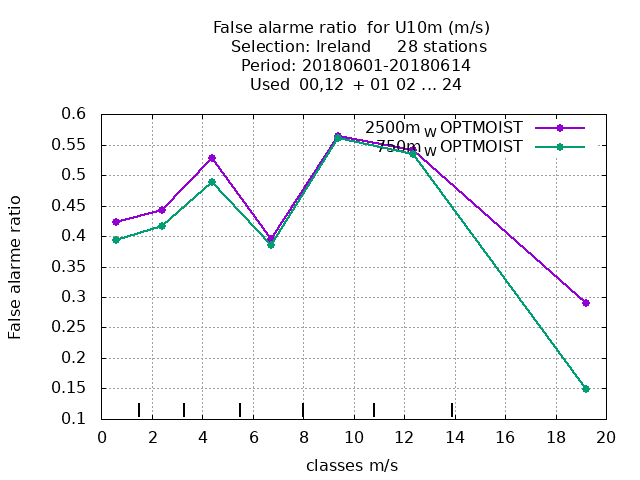 False alarme ratio  for U10m (m/s)
Selection: Ireland     28 stations
Period: 20180601-20180614
Used  00,12  + 01 02 ... 24
0.6
0.55
0.5
0.45
0.4
0.35
0.3
0.25
0.2
0.15
0.1
False alarme ratio
2500m W OPTMOIST
750m W OPTMOIST
0 2 4 6 8 10 12 14 16 18 20
classes m/s